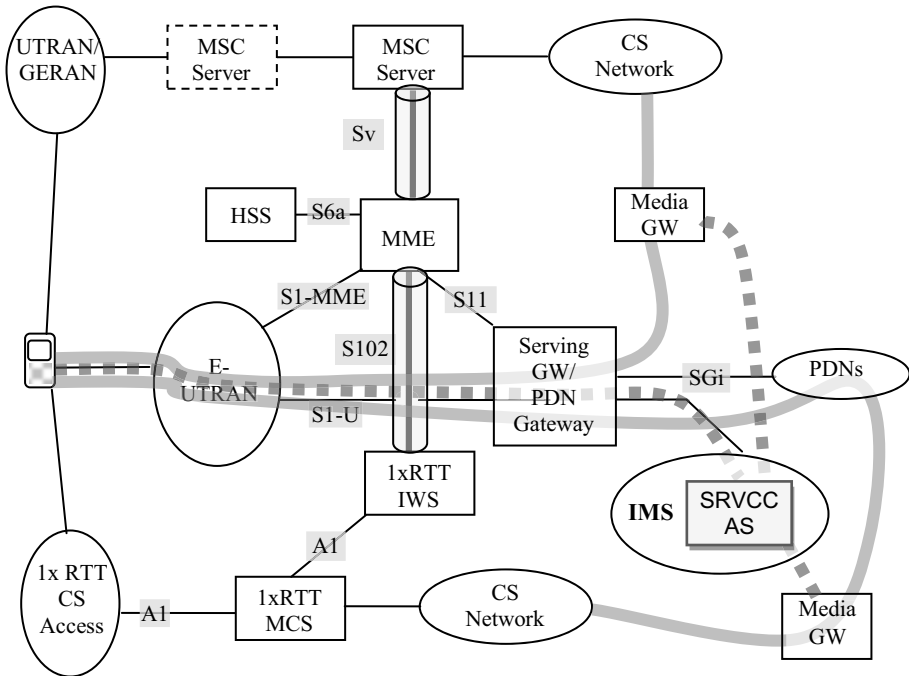 UTRAN/
GERAN
MSC
Server
MSC
Server
CS
Network
Sv
HSS
S6a
MME
Media
GW
S1-MME
S11
S102
E-
UTRAN
S1-U
Serving
GW/
PDN
Gateway
SGi
PDNs
1xRTT
IWS
IMS
SRVCC
AS
A1
1x RTT
CS
Access
A1
1xRTT
MCS
CS
Network
Media
GW